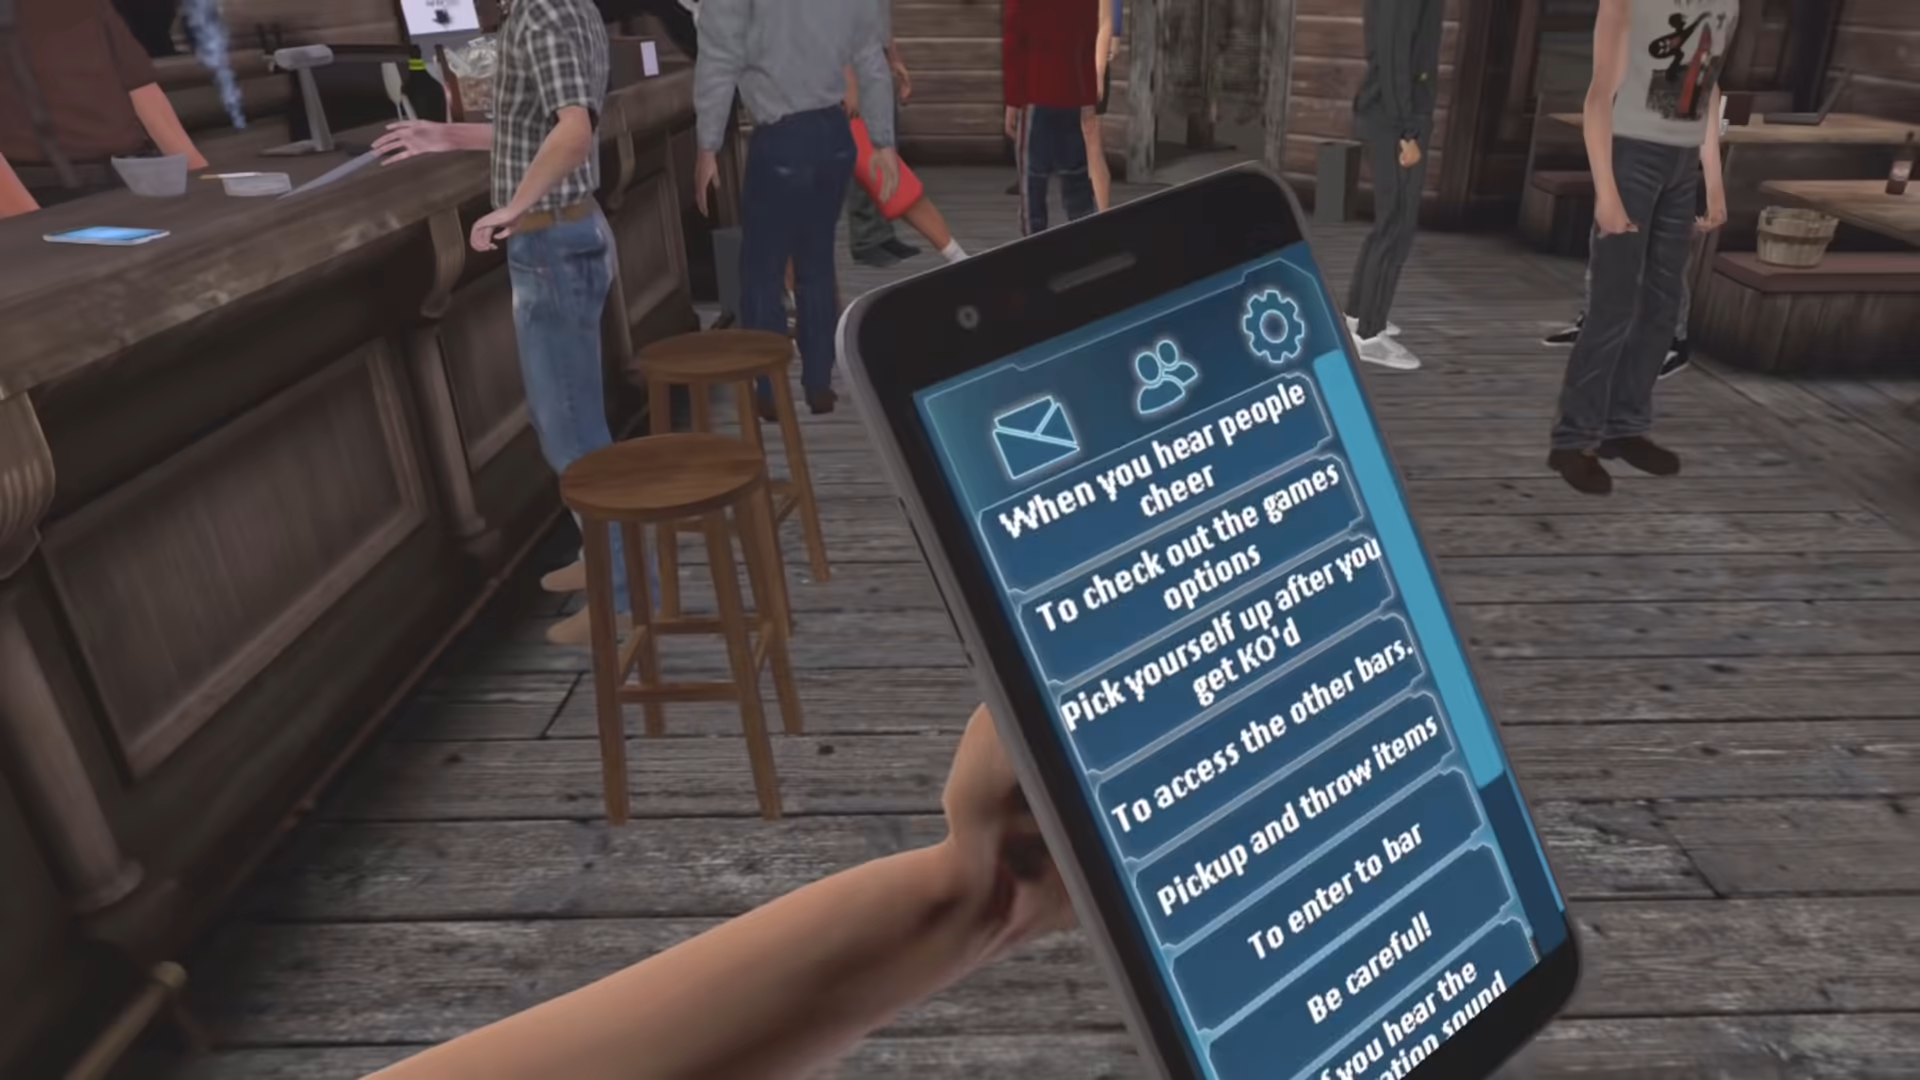 When you hear people
cheer
To check out the games
options
Pick yourself up after you
get KO'd
To access the other bars.
Pickup and throw items
To enter to bar
Be careful!
you hear the
sound